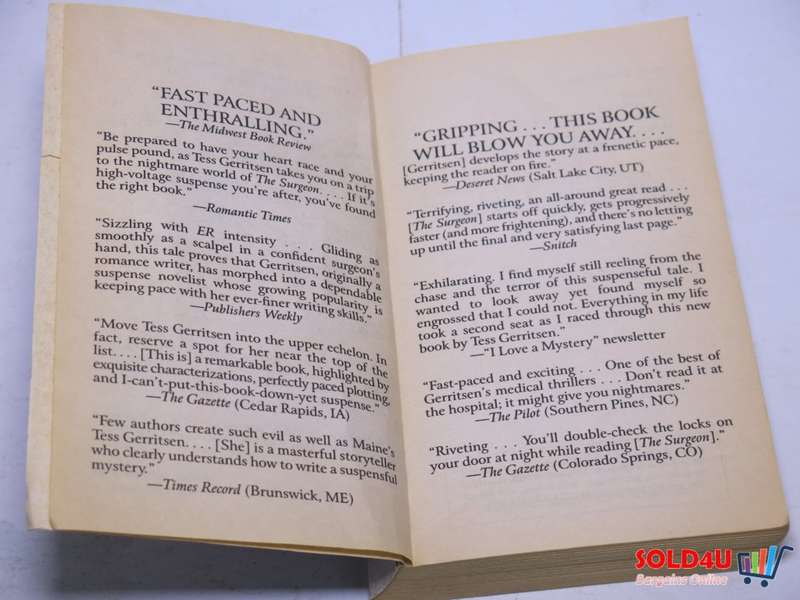 “FAST PACED AND
ENTHRALLING.”
—The Midwest Book Review
“Be prepared to have your heart race and your
pulse pound, as Tess Gerritsen takes you on a trip
to the nightmare world of The Surgeon. . . . If it’s
high-voltage suspense you’re after, you’ve found
the right book.”
—Romantic Times
“Sizzling with ER intensity . . . Gliding as
smoothly as a scalpel in a confident surgeon’s
hand, this tale proves that Gerritsen, originally a
romance writer, has morphed into a dependable
suspense novelist whose growing popularity is
keeping pace with her ever-finer writing skills.”
—Publishers Weekly
“Move Tess Gerritsen into the upper echelon. In
fact, reserve a spot for her near the top of the
list. . . . [This is] a remarkable book, highlighted by
exquisite characterizations, perfectly paced plotting,
and I-can’t-put-this-book-down-yet suspense.”
—The Gazette (Cedar Rapids, IA)
“Few authors create such evil as well as Maine’s
Tess Gerritsen. . . . [She] is a masterful storyteller
who clearly understands how to write a suspensful
mystery.”
—Times Record (Brunswick, ME)
“GRIPPING . . . THIS BOOK
WILL BLOW YOU AWAY. . . .
[Gerritsen] develops the story at a frenetic pace,
keeping the reader on fire.”
—Deseret News (Salt Lake City, UT)
“Terrifying, riveting, an all-around great read . . .
[The Surgeon] starts off quickly, gets progressively
faster (and more frightening), and there’s no letting
up until the final and very satisfying last page.”
—Snitch
“Exhilarating. I find myself still reeling from the
chase and the terror of this suspenseful tale. I
wanted to look away yet found myself so
engrossed that I could not. Everything in my life
took a second seat as I raced through this new
book by Tess Gerritsen.”
—“I Love a Mystery” newsletter
“Fast-paced and exciting . . . One of the best of
Gerritsen’s medical thrillers . . . Don’t read it at
the hospital; it might give you nightmares.”
—The Pilot (Southern Pines, NC)
“Riveting . . . You’ll double-check the locks on
your door at night while reading [The Surgeon].”
—The Gazette (Colorado Springs, CO)
SOLD4U
Bargains Online